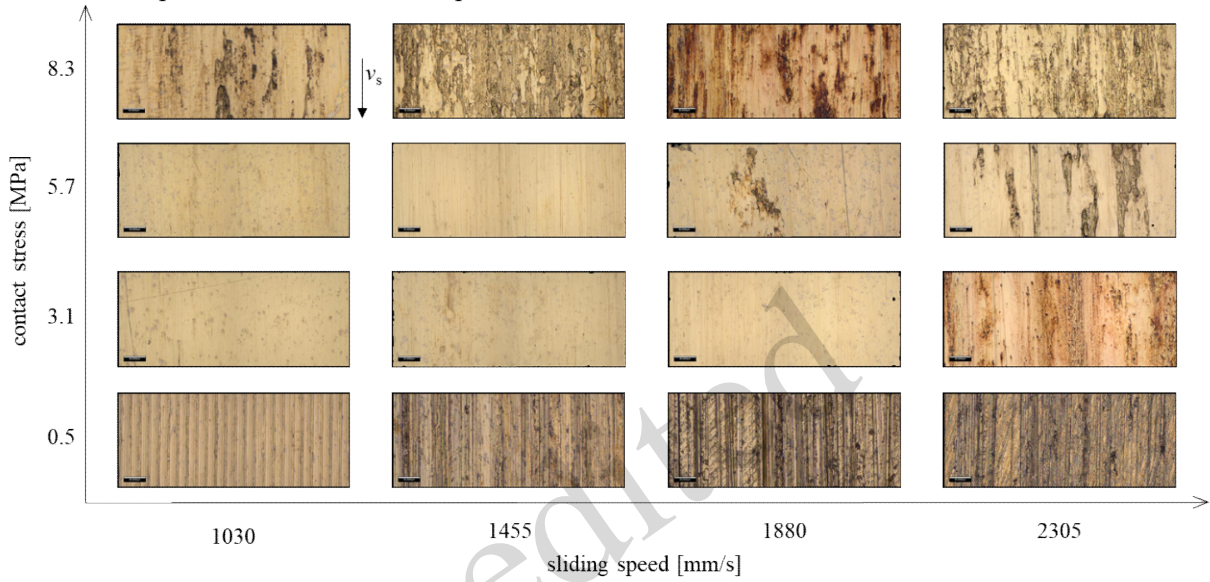 8.3
v_s
5.7
3.1
0.5
contact stress [MPa]
1030 1455 1880 2305
sliding speed [mm/s]
edited